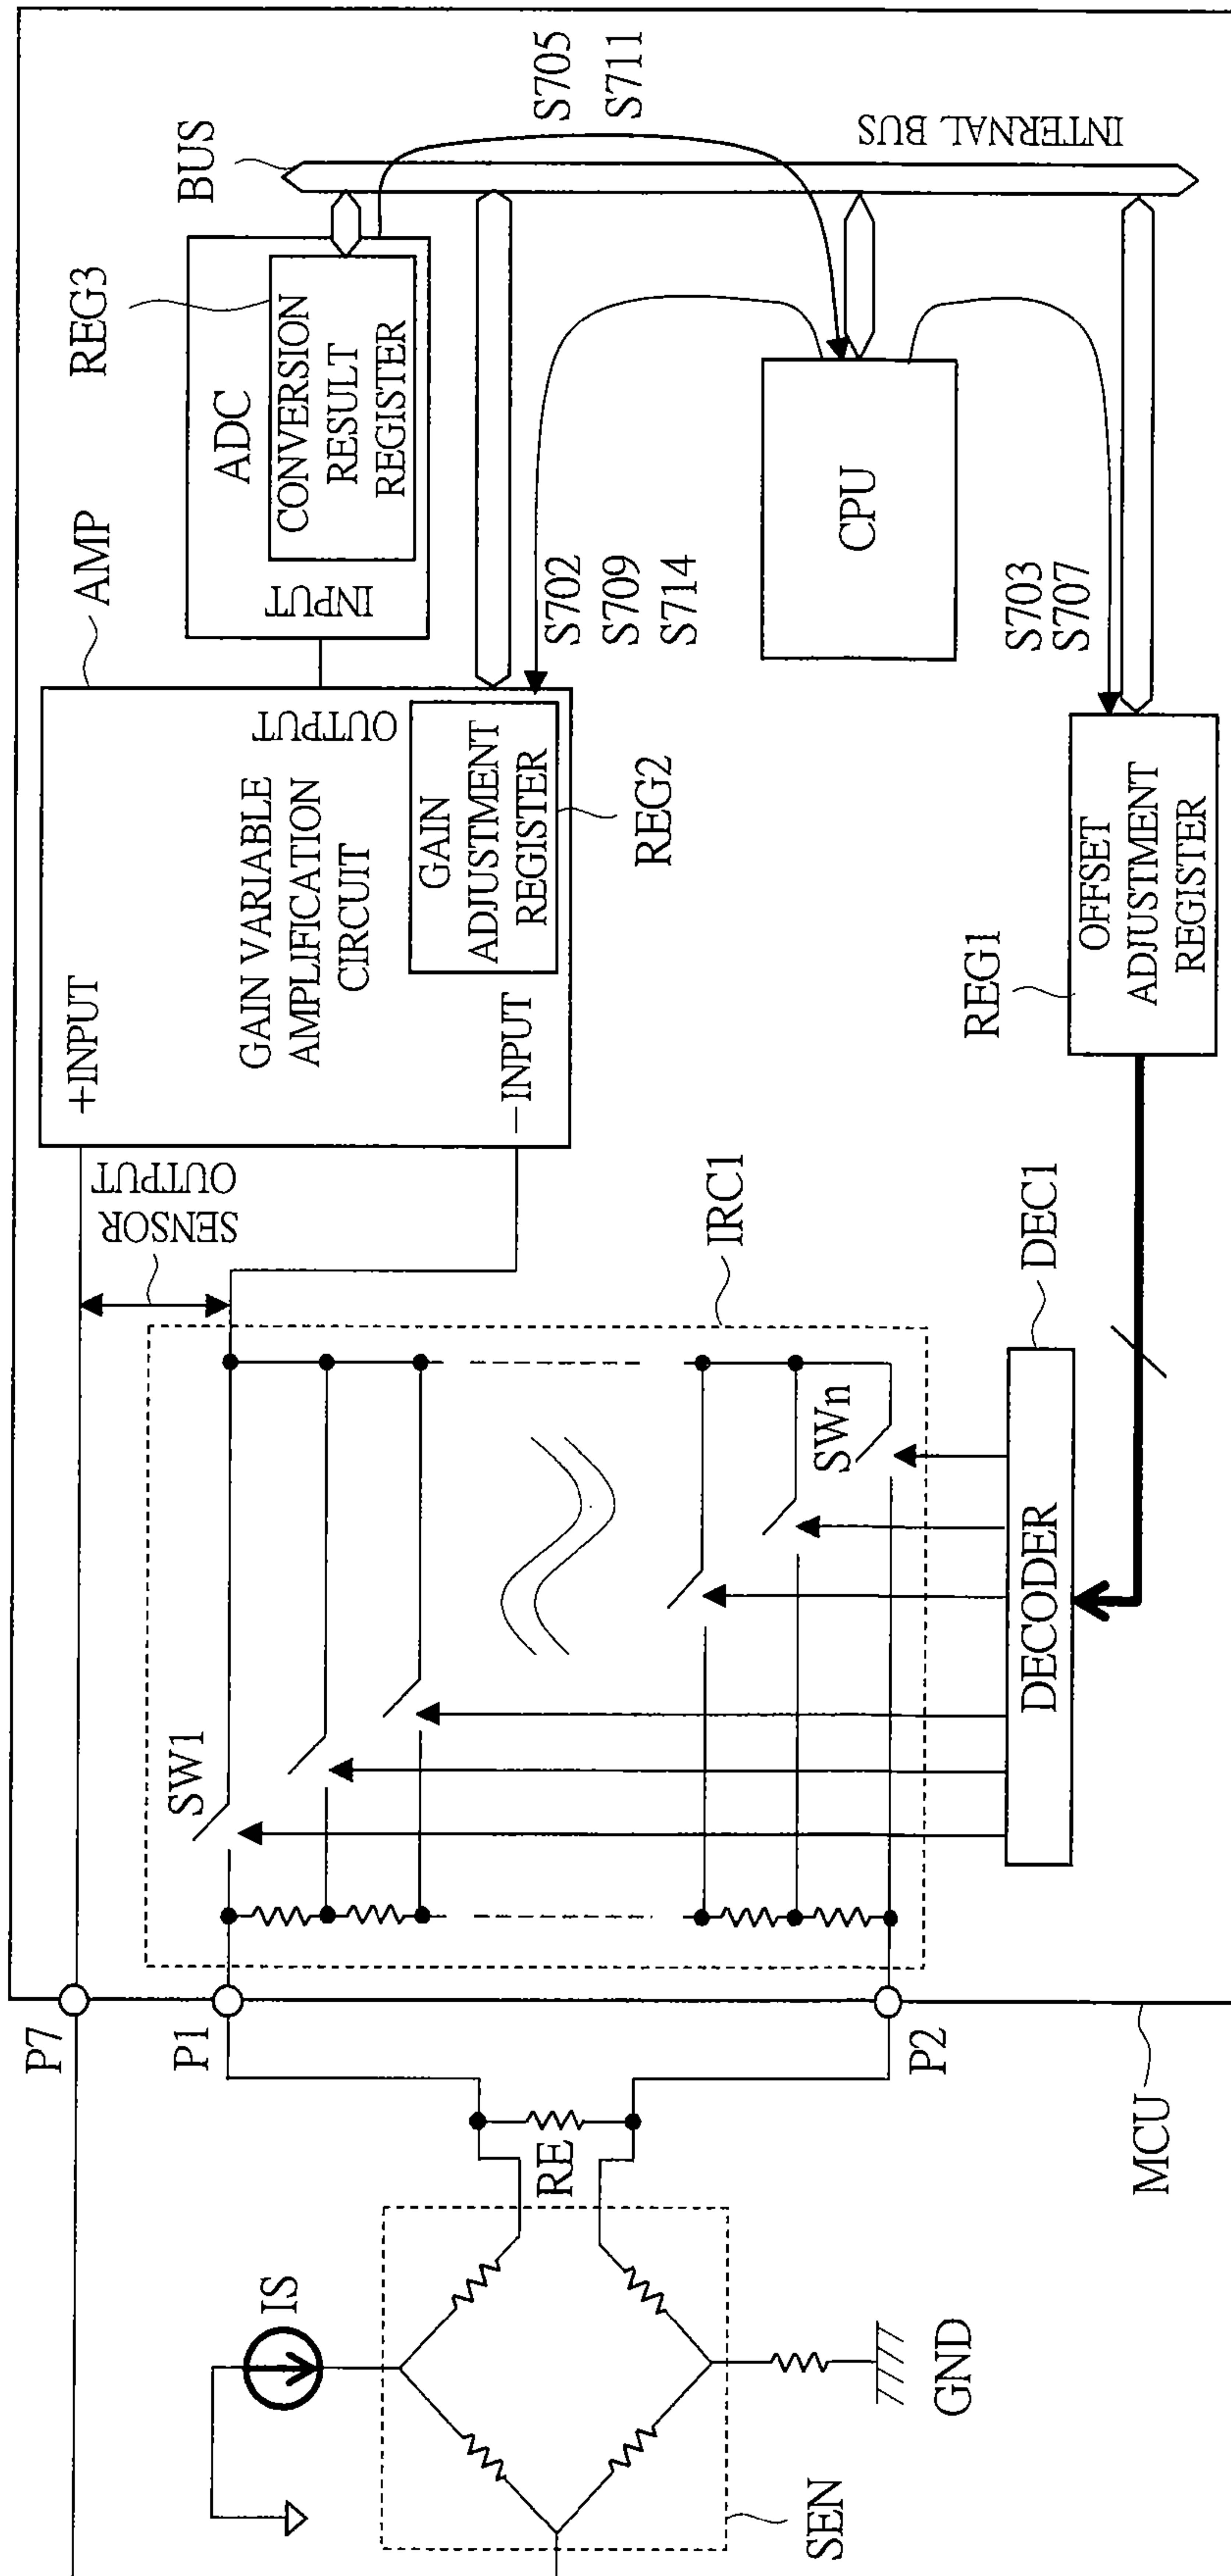 P7
P1
P2
MCU
RE
IS
SEN
GND
SENSOR
OUTPUT
SW1
SWn
IRC1
DECODER
DEC1
+INPUT
−INPUT
GAIN VARIABLE
AMPLIFICATION
CIRCUIT
OUTPUT
GAIN
ADJUSTMENT
REGISTER
REG2
AMP
INPUT
ADC
CONVERSION
RESULT
REGISTER
REG3
BUS
S705
S711
INTERNAL BUS
S702
S709
S714
CPU
S703
S707
OFFSET
ADJUSTMENT
REGISTER
REG1